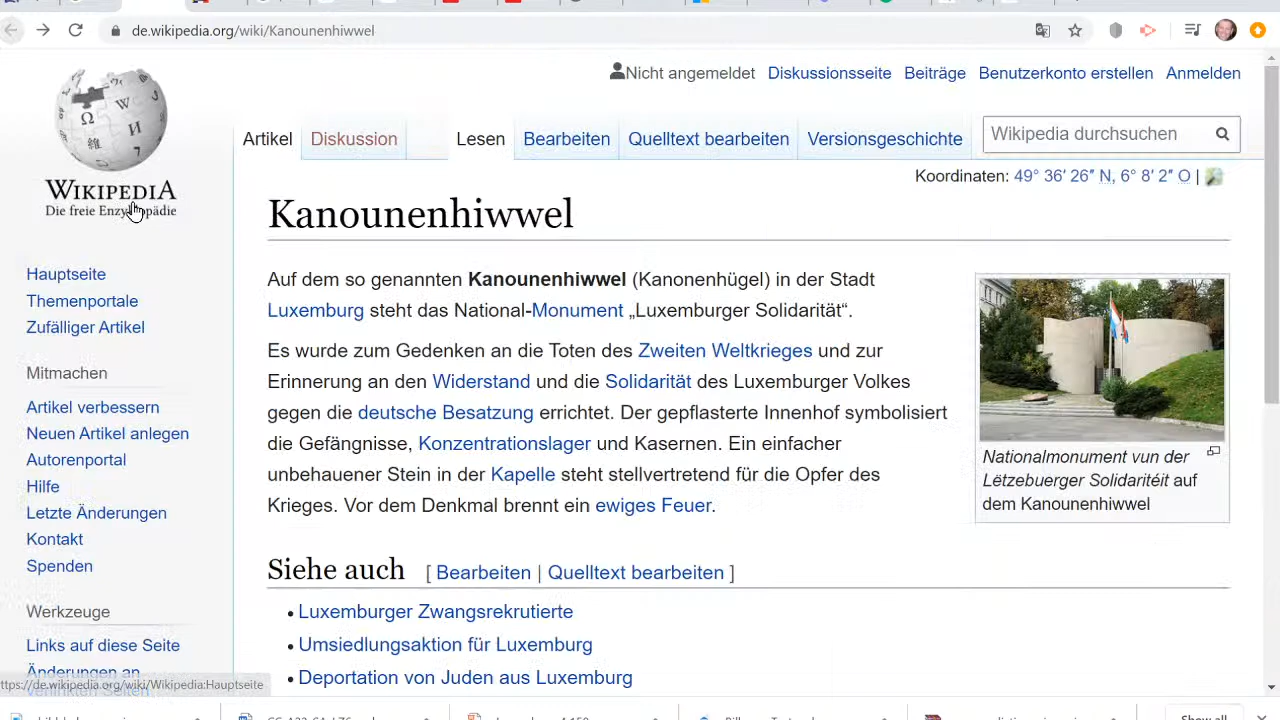 de.wikipedia.org/wiki/Kanounenhiwwel
Nicht angemeldet Diskussionsseite Beiträge Benutzerkonto erstellen Anmelden
Artikel Diskussion Lesen Bearbeiten Quelltext bearbeiten Versionsgeschichte Wikipedia durchsuchen
WIKIPEDIA
Die freie Enzyklopädie
Koordinaten: 49° 36′ 26″ N, 6° 8′ 2″ O |
Kanounenhiwwel
Auf dem so genannten Kanounenhiwwel (Kanonenhügel) in der Stadt
Luxemburg steht das National-Monument „Luxemburger Solidarität“.
Es wurde zum Gedenken an die Toten des Zweiten Weltkrieges und zur
Erinnerung an den Widerstand und die Solidarität des Luxemburger Volkes
gegen die deutsche Besatzung errichtet. Der gepflasterte Innenhof symbolisiert
die Gefängnisse, Konzentrationslager und Kasernen. Ein einfacher
unbehauener Stein in der Kapelle steht stellvertretend für die Opfer des
Krieges. Vor dem Denkmal brennt ein ewiges Feuer.
Nationalmonument vun der
Lëtzebuerger Solidaritéit auf
dem Kanounenhiwwel
Siehe auch [ Bearbeiten | Quelltext bearbeiten ]
• Luxemburger Zwangsrekrutierte
• Umsiedlungsaktion für Luxemburg
• Deportation von Juden aus Luxemburg
Hauptseite
Themenportale
Zufälliger Artikel
Mitmachen
Artikel verbessern
Neuen Artikel anlegen
Autorenportal
Hilfe
Letzte Änderungen
Kontakt
Spenden
Werkzeuge
Links auf diese Seite
Änderungen an
ttps://de.wikipedia.org/wiki/Wikipedia:Hauptseite
Show all